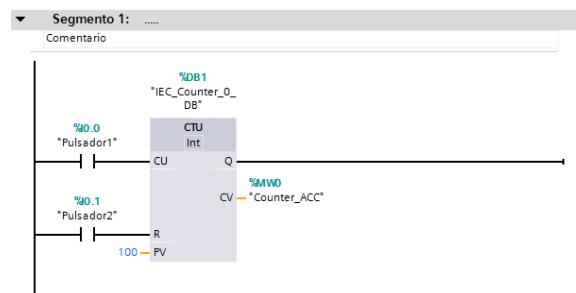 Segmento 1: .....
Comentario
%DB1
"IEC_Counter_0_
DB"
%I0.0
"Pulsador1"
CTU
Int
CU Q
%MW0
CV "Counter_ACC"
%I0.1
"Pulsador2"
R
100 PV